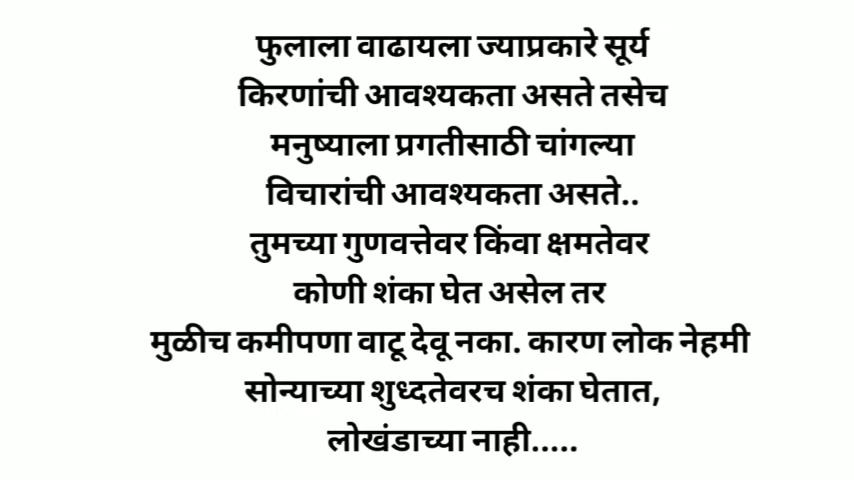 फुलाला वाढायला ज्याप्रकारे सूर्य
किरणांची आवश्यकता असते तसेच
मनुष्याला प्रगतीसाठी चांगल्या
विचारांची आवश्यकता असते..
तुमच्या गुणवत्तेवर किंवा क्षमतेवर
कोणी शंका घेत असेल तर
मुळीच कमीपणा वाटू देवू नका. कारण लोक नेहमी
सोन्याच्या शुध्दतेवरच शंका घेतात,
लोखंडाच्या नाही.....